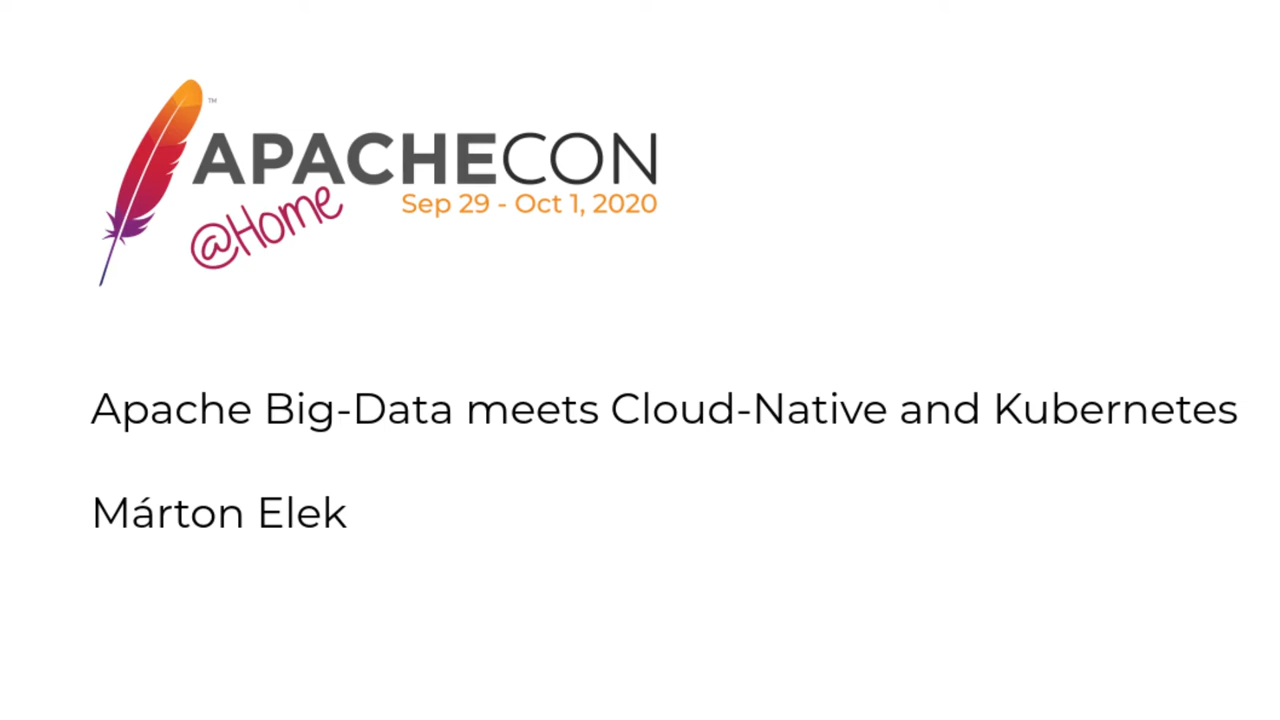 ™
APACHECON
@Home
Sep 29 - Oct 1, 2020
Apache Big-Data meets Cloud-Native and Kubernetes
Márton Elek